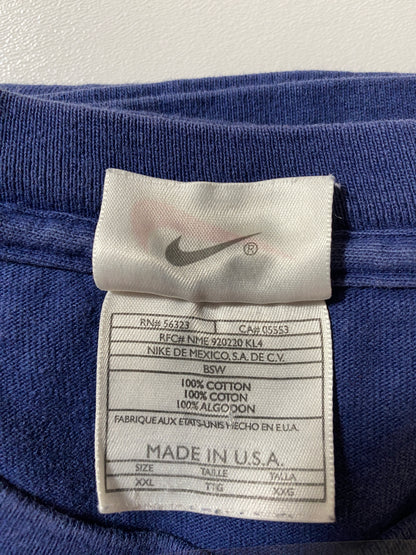 ®
RN# 56323 CA# 05553
RFC# NME 920220 KL4
NIKE DE MEXICO, S.A. DE C.V.
BSW
100% COTTON
100% COTON
100% ALGODON
FABRIQUE AUX ETATS-UNIS HECHO EN E.U.A.
MADE IN U.S.A.
SIZE TAILLE TALLA
XXL TTG XXG